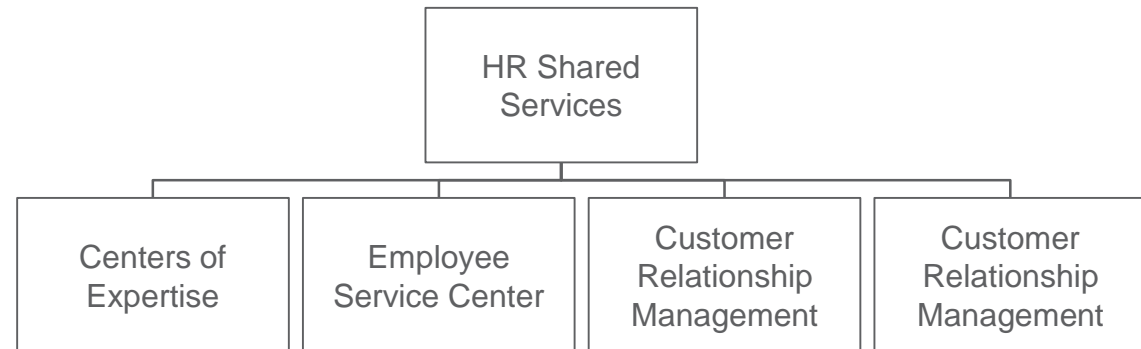 HR Shared
Services
Centers of
Expertise
Employee
Service Center
Customer
Relationship
Management
Customer
Relationship
Management